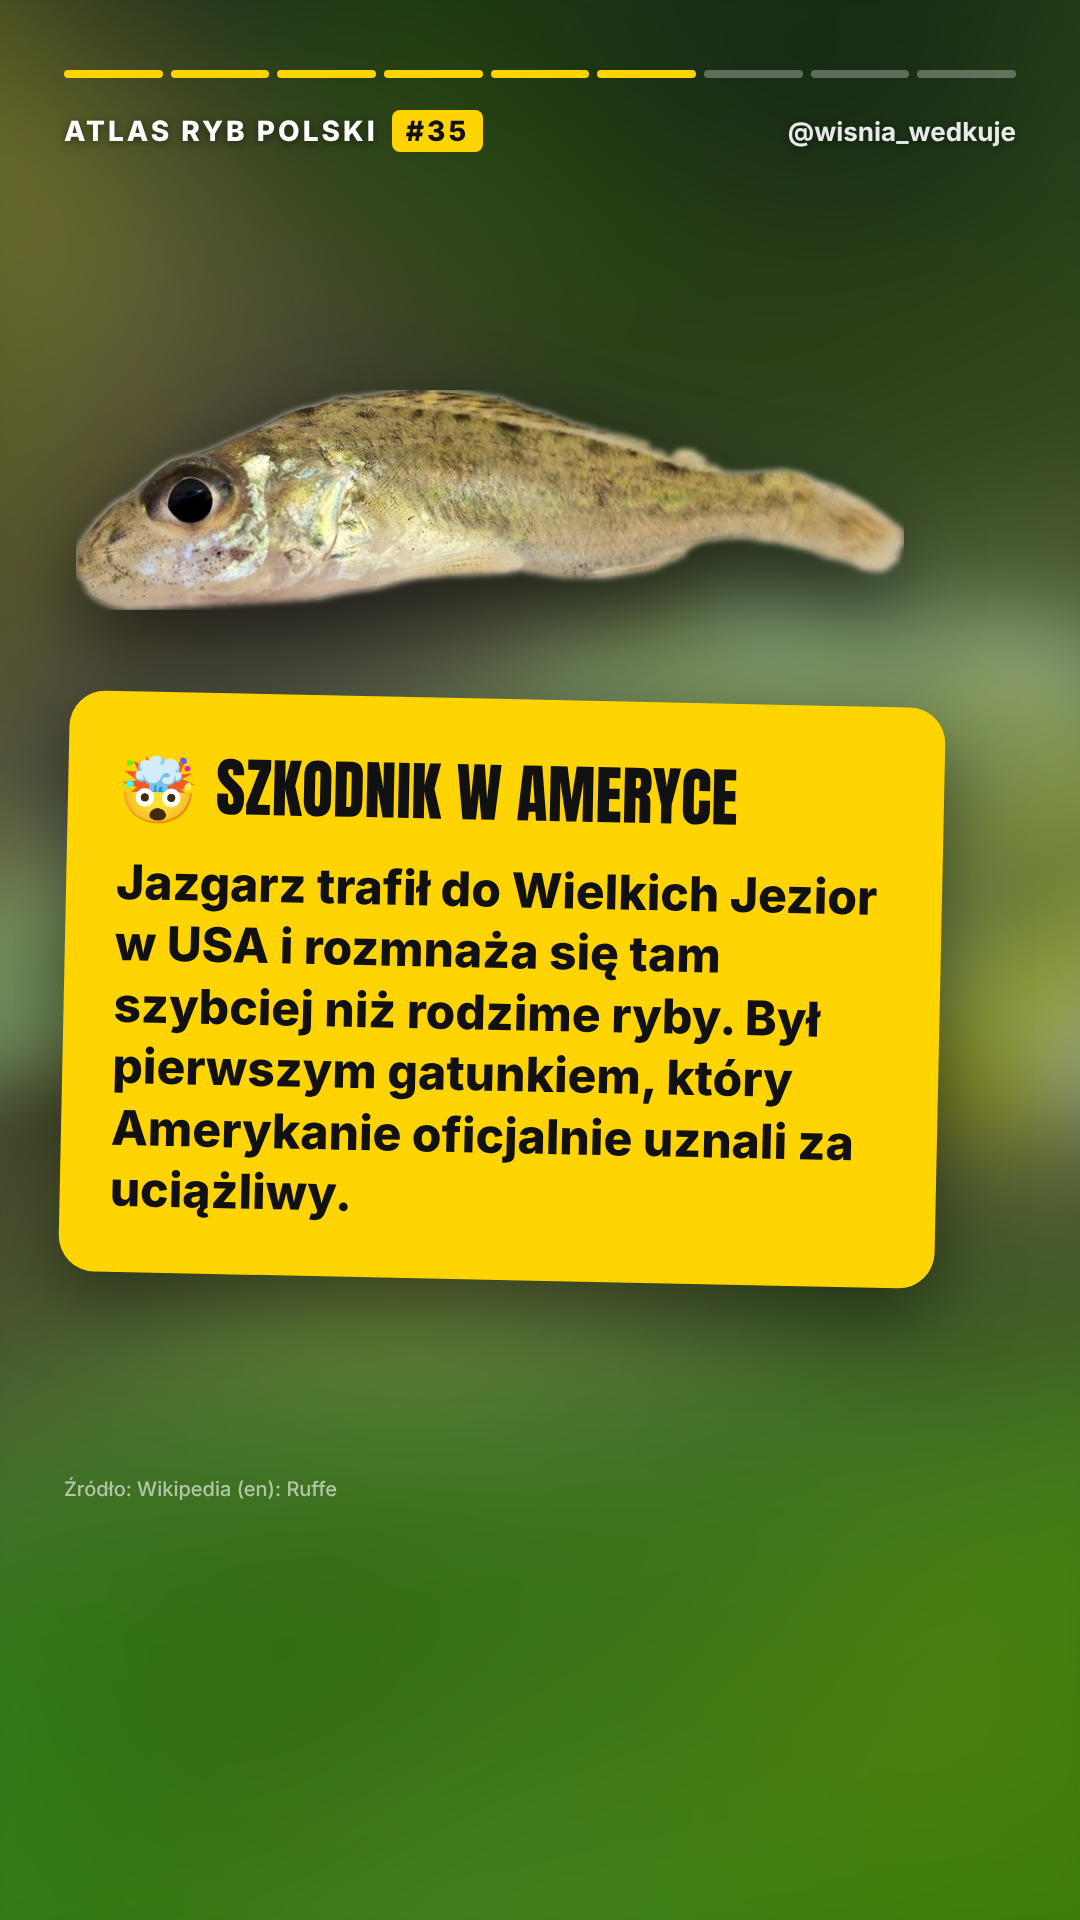 ATLAS RYB POLSKI #35
@wisnia_wedkuje
🤯 SZKODNIK W AMERYCE
Jazgarz trafił do Wielkich Jezior
w USA i rozmnaża się tam
szybciej niż rodzime ryby. Był
pierwszym gatunkiem, który
Amerykanie oficjalnie uznali za
uciążliwy.
Źródło: Wikipedia (en): Ruffe